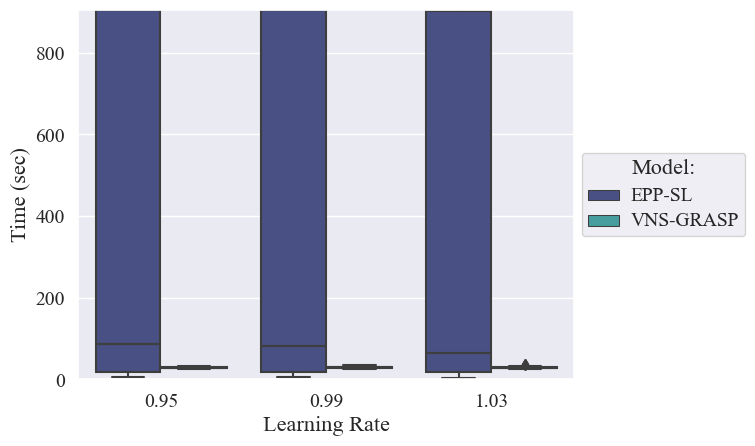 800
600
400
200
0
Time (sec)
0.95 0.99 1.03
Learning Rate
Model:
EPP-SL
VNS-GRASP